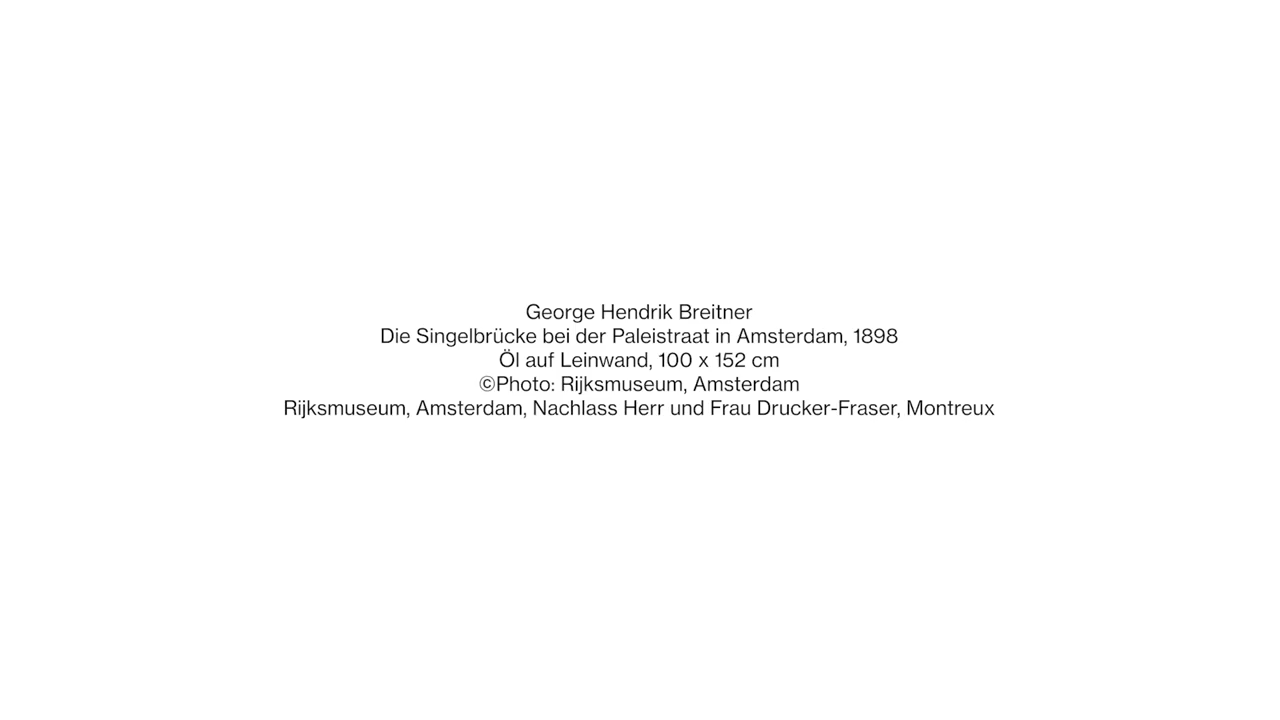 George Hendrik Breitner
Die Singelbrücke bei der Paleistraat in Amsterdam, 1898
Öl auf Leinwand, 100 x 152 cm
©Photo: Rijksmuseum, Amsterdam
Rijksmuseum, Amsterdam, Nachlass Herr und Frau Drucker-Fraser, Montreux